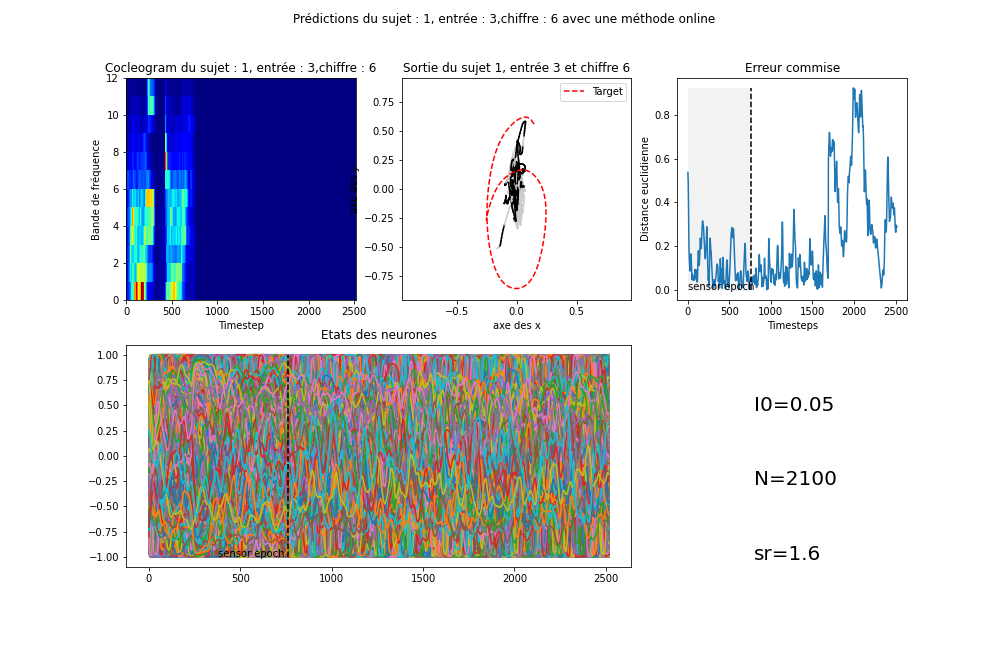 Prédictions du sujet : 1, entrée : 3,chiffre : 6 avec une méthode online
Cocleogram du sujet : 1, entrée : 3,chiffre : 6
Bande de fréquence
12
10
8
6
4
2
0
0 500 1000 1500 2000 2500
Timestep
Sortie du sujet 1, entrée 3 et chiffre 6
Target
0.75
0.50
0.25
0.00
−0.25
−0.50
−0.75
−0.5 0.0 0.5
axe des x
Erreur commise
Distance euclidienne
0.8
0.6
0.4
0.2
0.0
sensor epoch
0 500 1000 1500 2000 2500
Timesteps
Etats des neurones
1.00
0.75
0.50
0.25
0.00
−0.25
−0.50
−0.75
−1.00
sensor epoch
0 500 1000 1500 2000 2500
I0=0.05
N=2100
sr=1.6